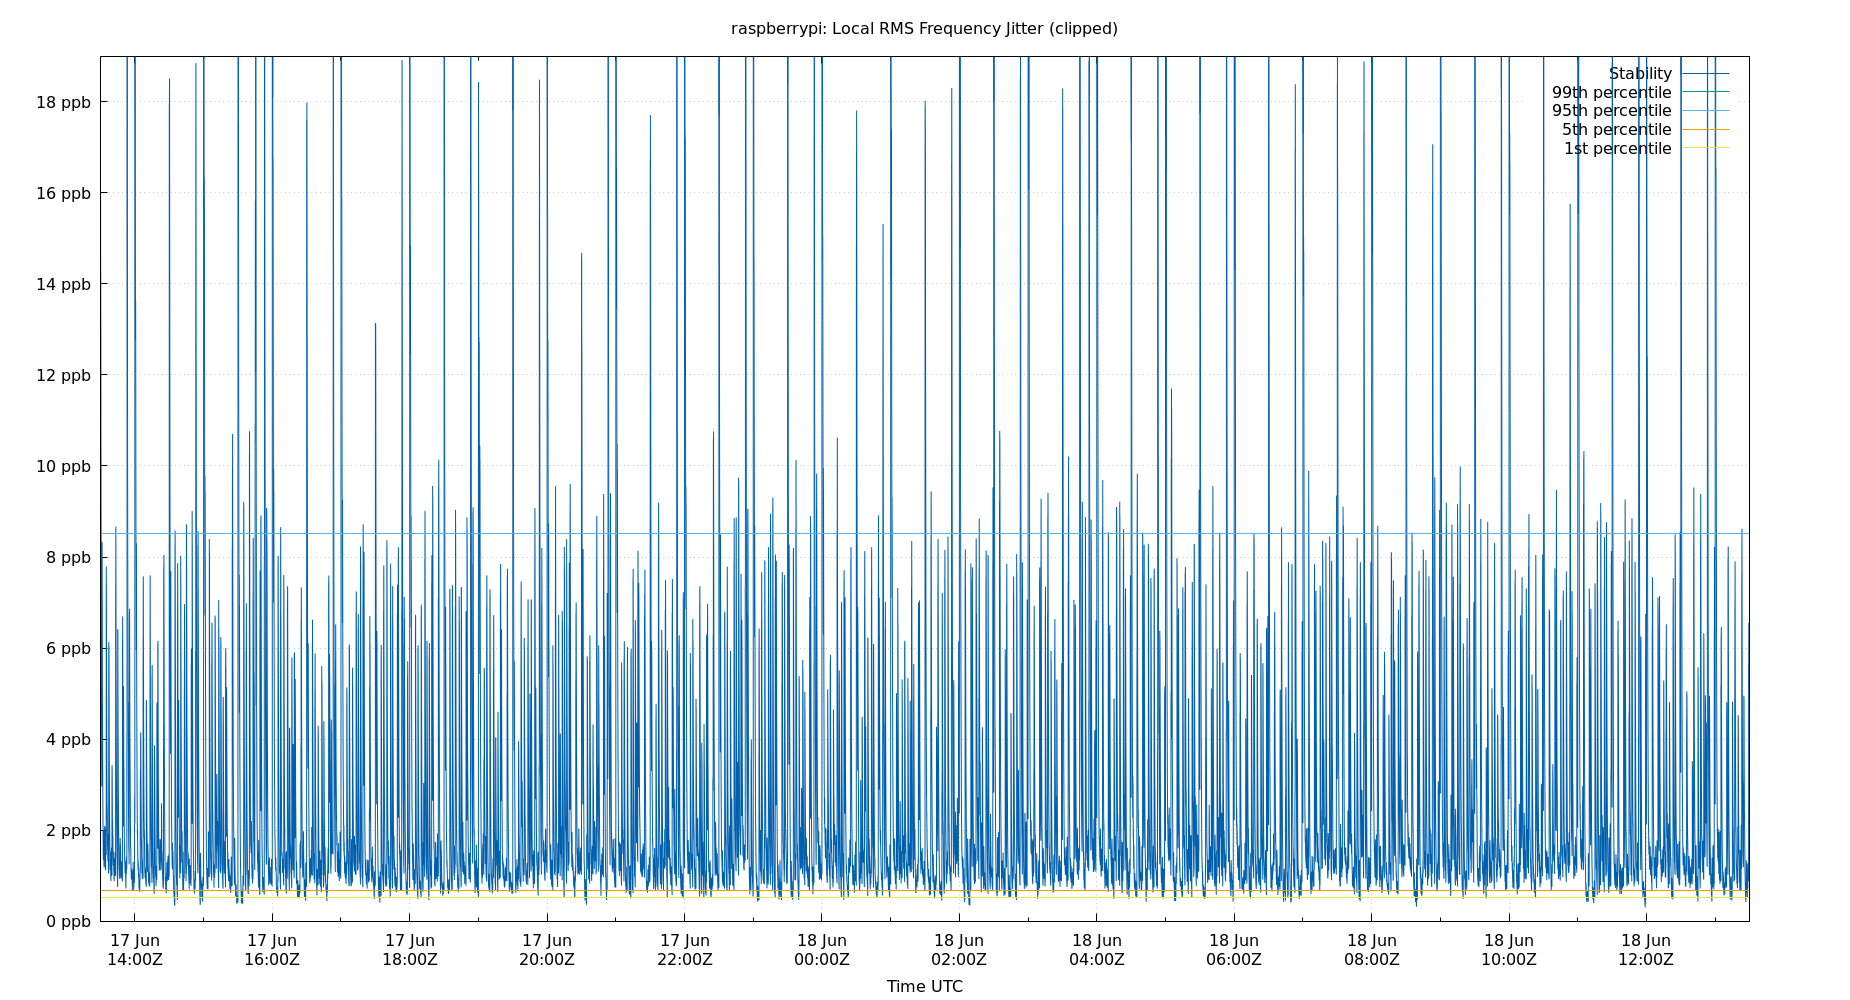 raspberrypi: Local RMS Frequency Jitter (clipped)
Stability
99th percentile
95th percentile
5th percentile
1st percentile
18 ppb
16 ppb
14 ppb
12 ppb
10 ppb
8 ppb
6 ppb
4 ppb
2 ppb
0 ppb
17 Jun 17 Jun 17 Jun 17 Jun 17 Jun 18 Jun 18 Jun 18 Jun 18 Jun 18 Jun 18 Jun 18 Jun
14:00Z 16:00Z 18:00Z 20:00Z 22:00Z 00:00Z 02:00Z 04:00Z 06:00Z 08:00Z 10:00Z 12:00Z
Time UTC